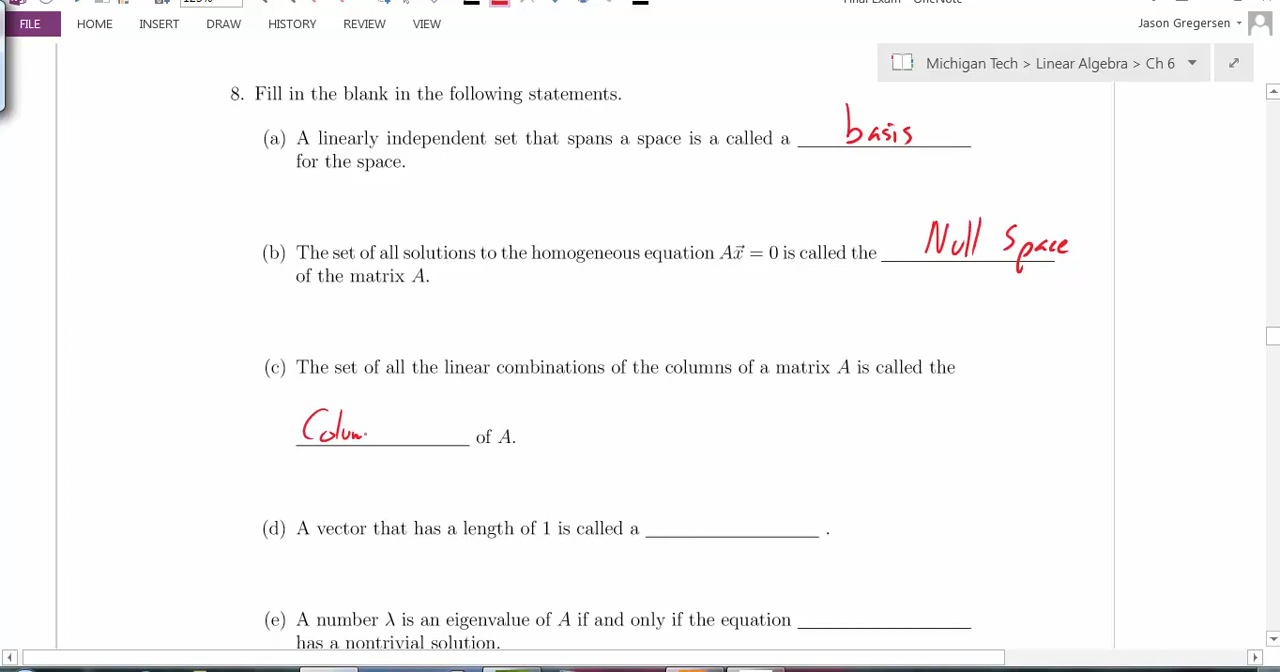 FILE HOME INSERT DRAW HISTORY REVIEW VIEW
Jason Gregersen
Michigan Tech > Linear Algebra > Ch 6
8. Fill in the blank in the following statements.
(a) A linearly independent set that spans a space is a called a basis
for the space.
(b) The set of all solutions to the homogeneous equation Ax⃗ = 0 is called the Null Space
of the matrix A.
(c) The set of all the linear combinations of the columns of a matrix A is called the
Colum of A.
(d) A vector that has a length of 1 is called a ____________ .
(e) A number λ is an eigenvalue of A if and only if the equation ____________
has a nontrivial solution.